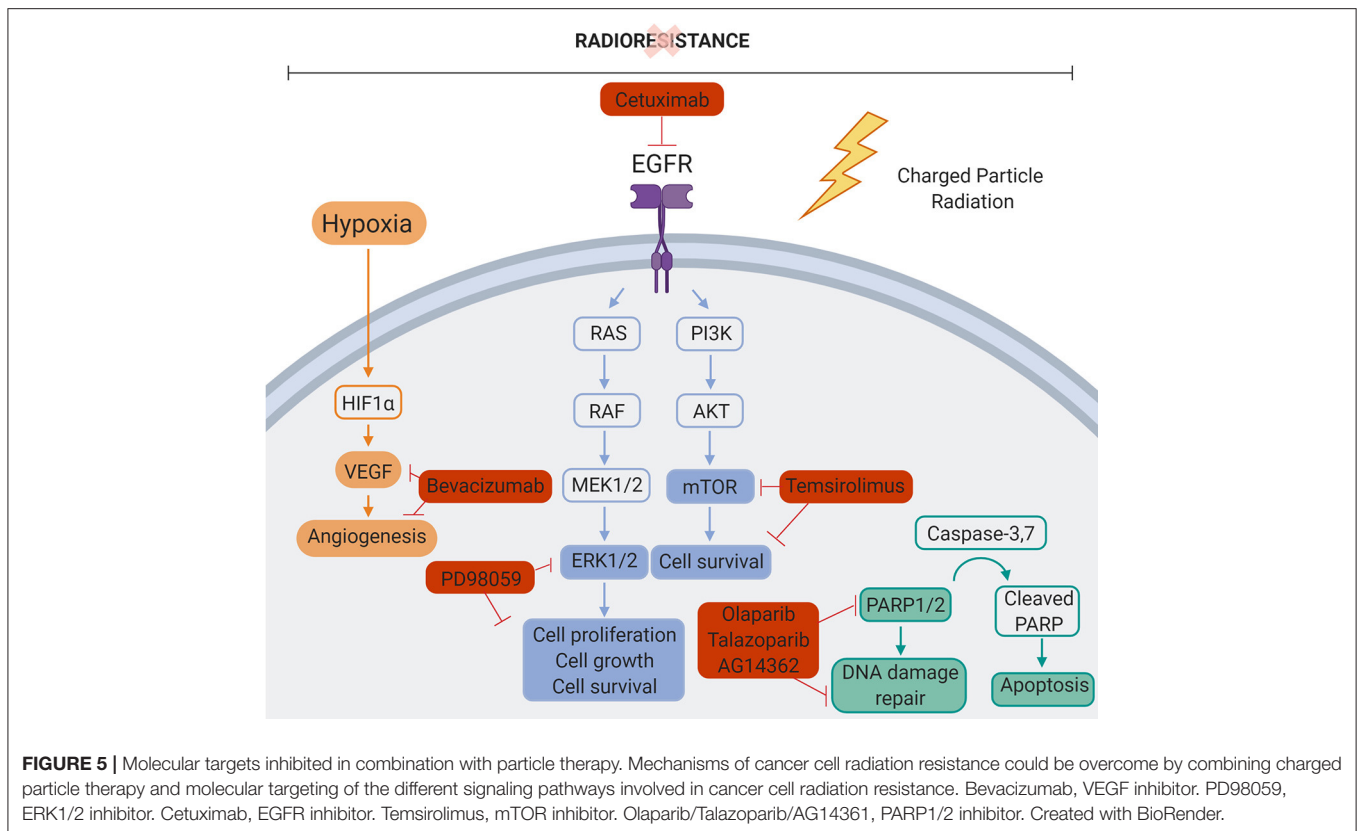 RADIORESISTANCE
Cetuximab
EGFR
Charged Particle
Radiation
Hypoxia
RAS
PI3K
HIF1α
RAF
AKT
VEGF
Bevacizumab
MEK1/2
mTOR
Temsirolimus
Angiogenesis
Caspase-3,7
ERK1/2
Cell survival
PD98059
Olaparib
Talazoparib
AG14362
PARP1/2
Cleaved
PARP
Cell proliferation
Cell growth
Cell survival
DNA damage
repair
Apoptosis
FIGURE 5 | Molecular targets inhibited in combination with particle therapy. Mechanisms of cancer cell radiation resistance could be overcome by combining charged
particle therapy and molecular targeting of the different signaling pathways involved in cancer cell radiation resistance. Bevacizumab, VEGF inhibitor. PD98059,
ERK1/2 inhibitor. Cetuximab, EGFR inhibitor. Temsirolimus, mTOR inhibitor. Olaparib/Talazoparib/AG14361, PARP1/2 inhibitor. Created with BioRender.